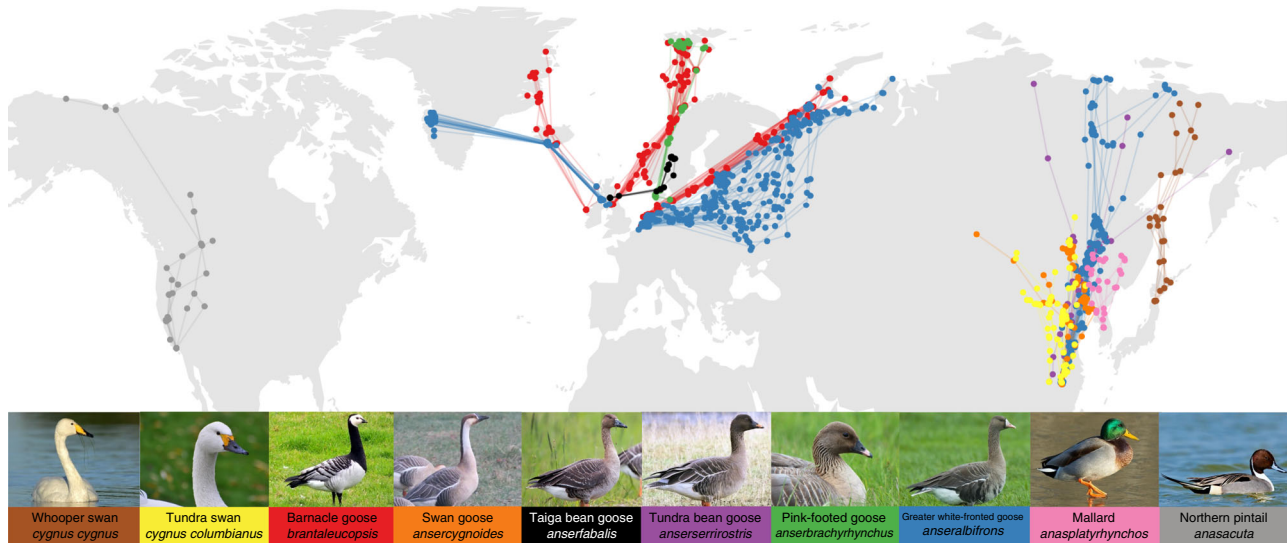 Whooper swan
cygnus cygnus
Tundra swan
cygnus columbianus
Barnacle goose
brantaleucopsis
Swan goose
ansercygnoides
Taiga bean goose
anserfabalis
Tundra bean goose
anserserrirostris
Pink-footed goose
anserbrachyrhynchus
Greater white-fronted goose
anseralbifrons
Mallard
anasplatyrhynchos
Northern pintail
anasacuta